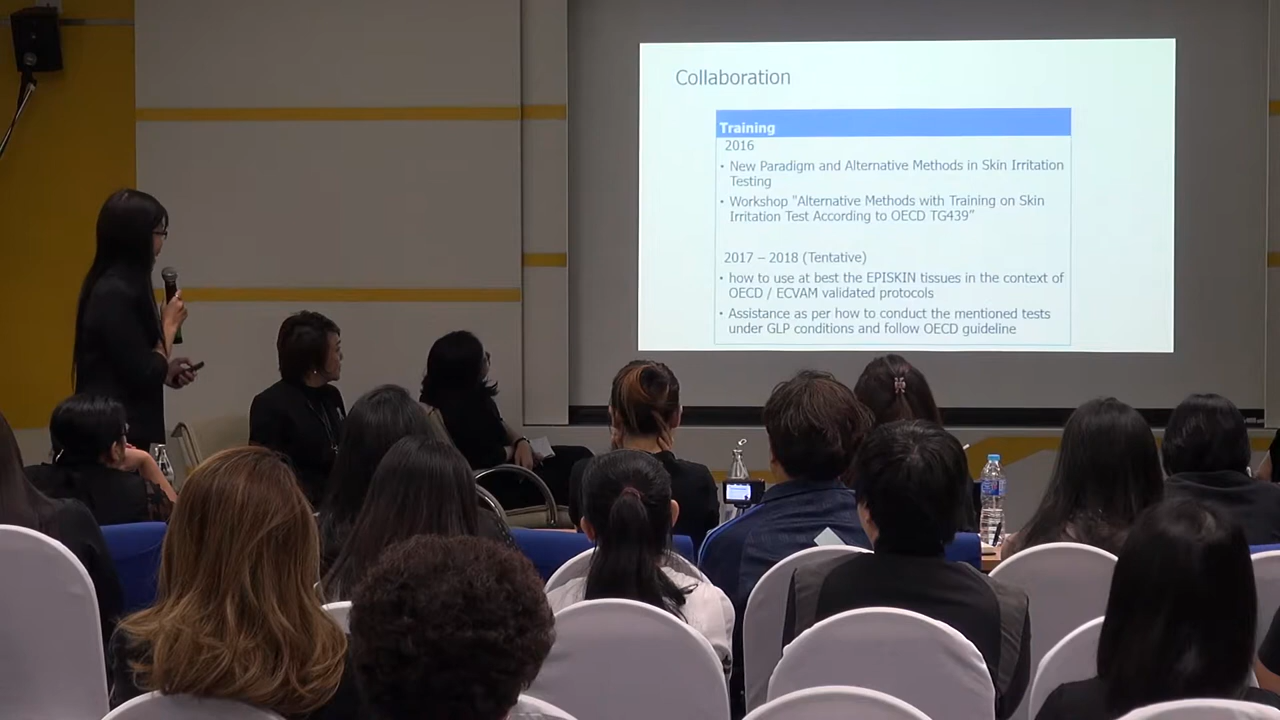 Collaboration
Training
2016
• New Paradigm and Alternative Methods in Skin Irritation
Testing
• Workshop "Alternative Methods with Training on Skin
Irritation Test According to OECD TG439”
2017 – 2018 (Tentative)
• how to use at best the EPISKIN tissues in the context of
OECD / ECVAM validated protocols
• Assistance as per how to conduct the mentioned tests
under GLP conditions and follow OECD guideline